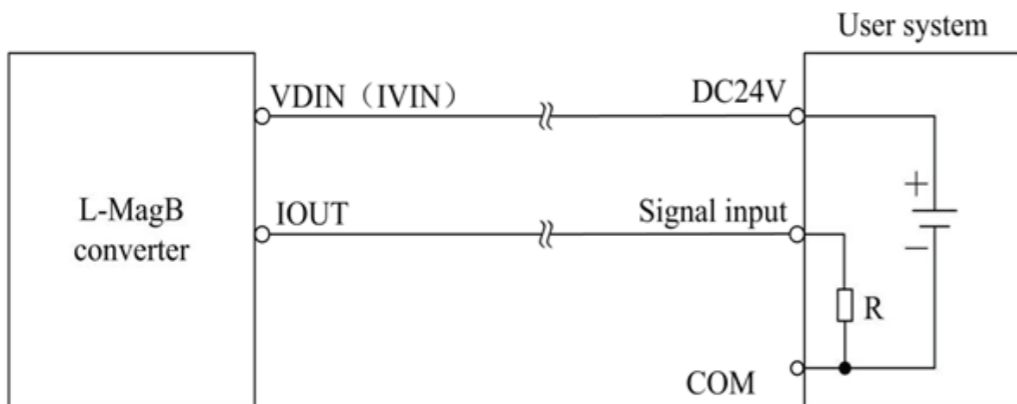 User system
VDIN（IVIN）
DC24V
L-MagB
converter
IOUT
Signal input
+
−
R
COM